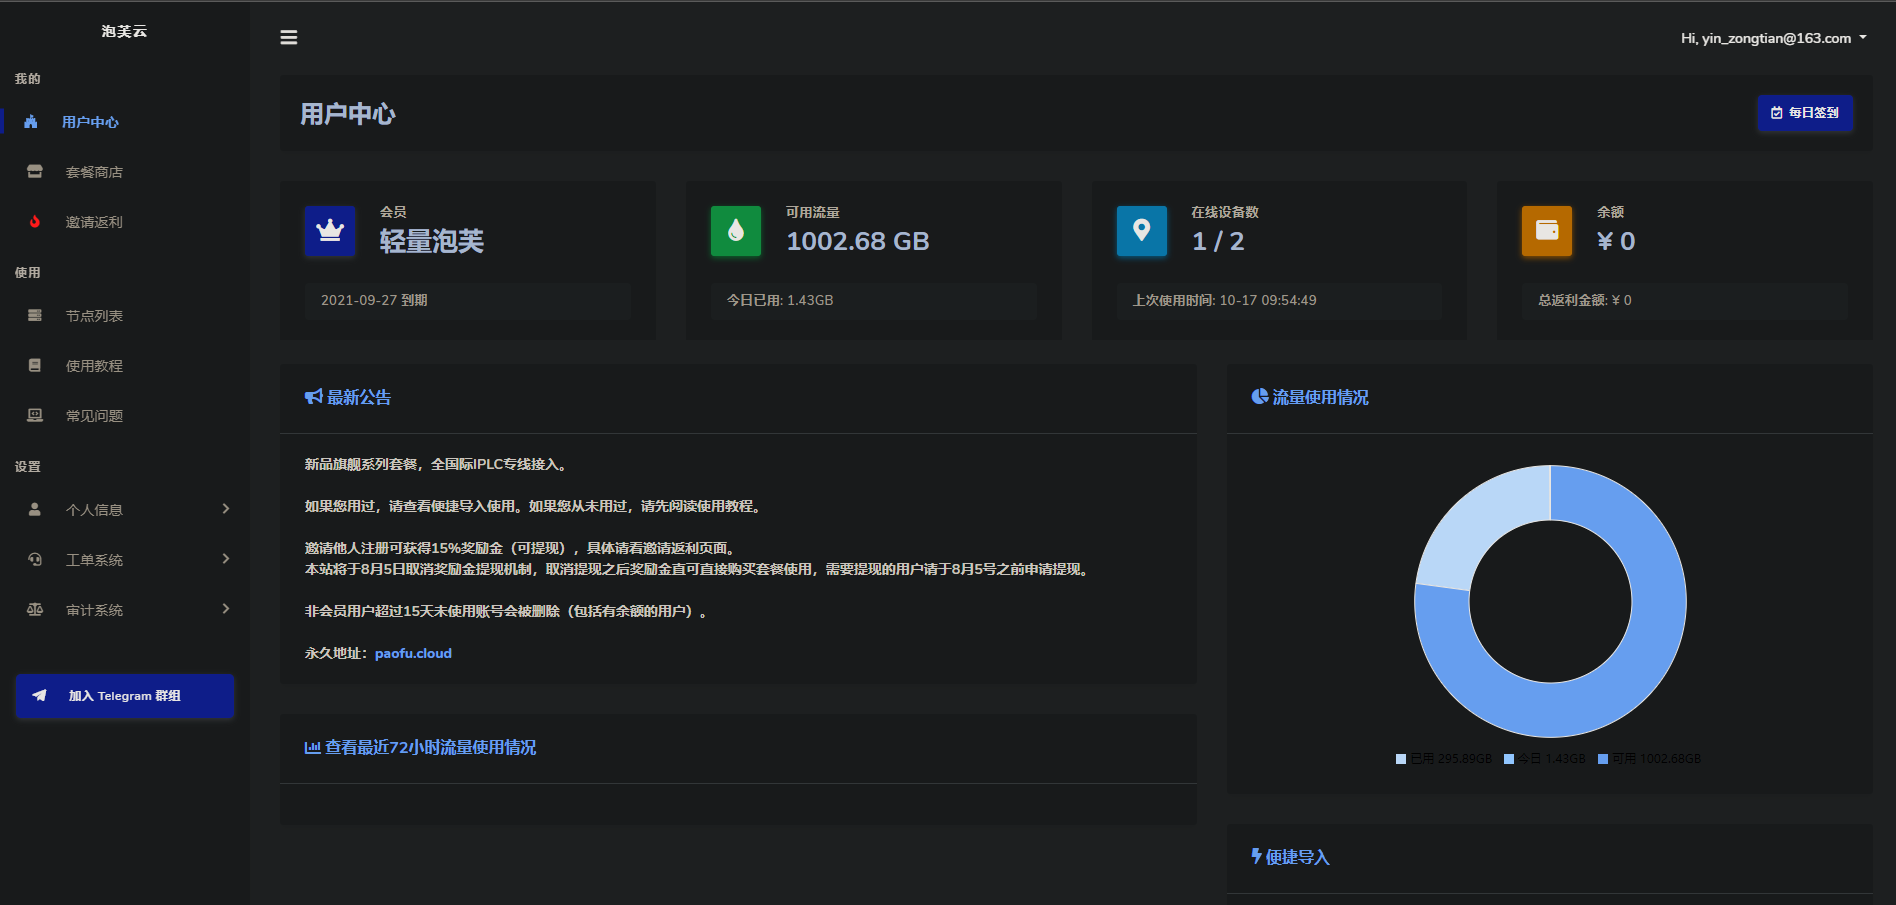 泡芙云
Hi, yin_zongtian@163.com
我的
用户中心
套餐商店
邀请返利
使用
节点列表
使用教程
常见问题
设置
个人信息
工单系统
审计系统
加入 Telegram 群组
用户中心
每日签到
会员
轻量泡芙
2021-09-27 到期
可用流量
1002.68 GB
今日已用: 1.43GB
在线设备数
1 / 2
上次使用时间: 10-17 09:54:49
余额
¥ 0
总返利金额: ¥ 0
最新公告
新品旗舰系列套餐，全国际IPLC专线接入。
如果您用过，请查看便捷导入使用。如果您从未用过，请先阅读使用教程。
邀请他人注册可获得15%奖励金（可提现），具体请看邀请返利页面。
本站将于8月5日取消奖励金提现机制，取消提现之后奖励金直可直接购买套餐使用，需要提现的用户请于8月5号之前申请提现。
非会员用户超过15天未使用账号会被删除（包括有余额的用户）。
永久地址：paofu.cloud
查看最近72小时流量使用情况
流量使用情况
已用 295.89GB 今日 1.43GB 可用 1002.68GB
便捷导入